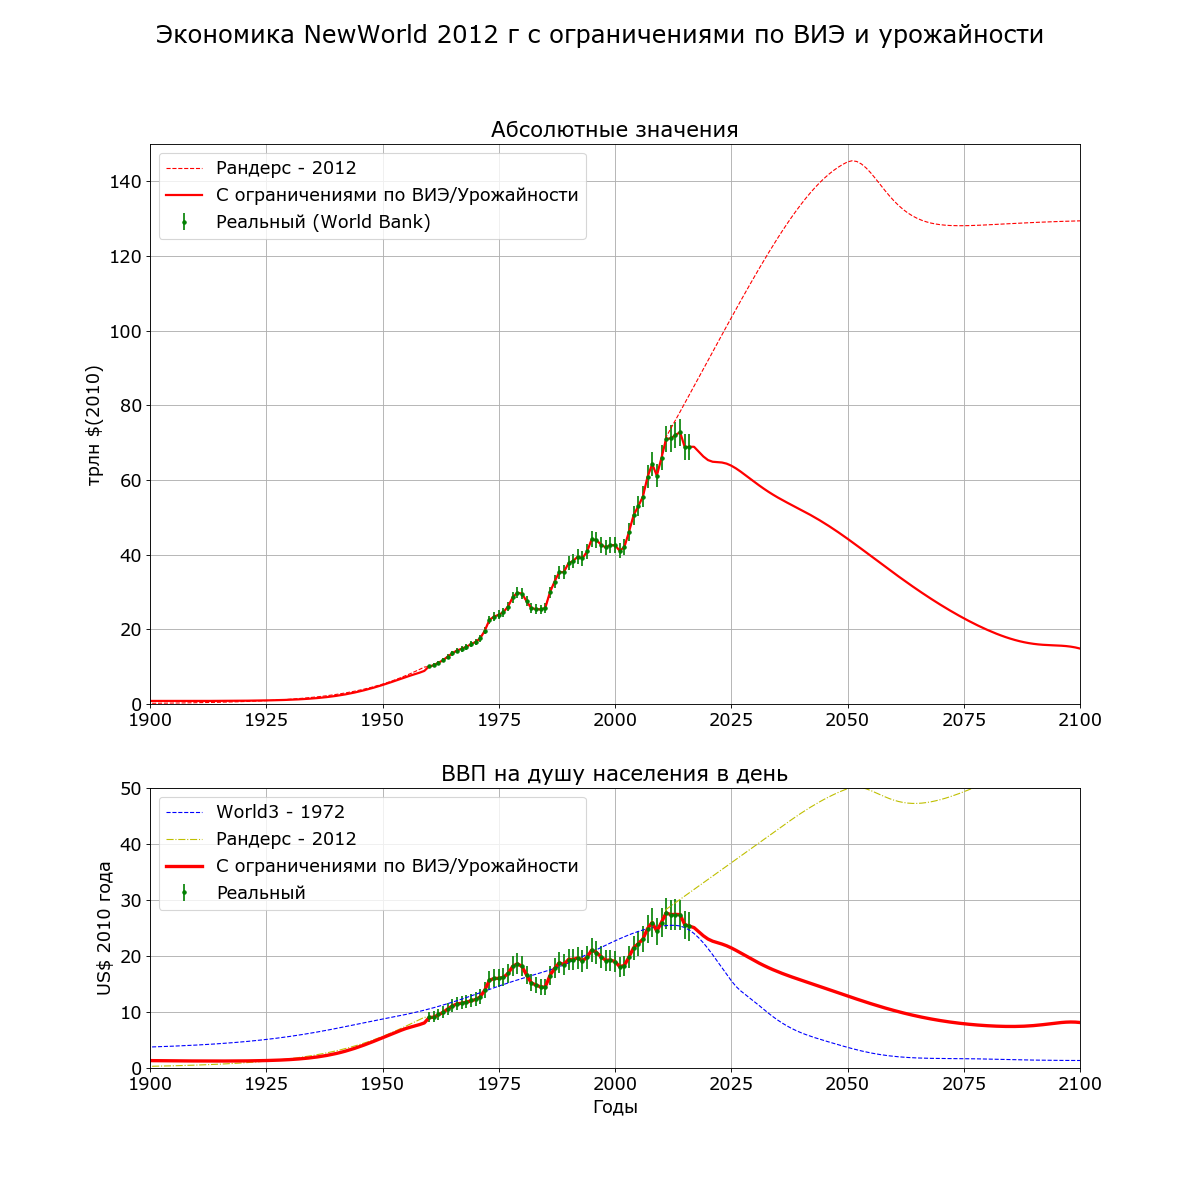 Экономика NewWorld 2012 г с ограничениями по ВИЭ и урожайности
Абсолютные значения
Рандерс - 2012
С ограничениями по ВИЭ/Урожайности
Реальный (World Bank)
140
120
100
80
60
40
20
0
трлн $(2010)
1900 1925 1950 1975 2000 2025 2050 2075 2100
ВВП на душу населения в день
World3 - 1972
Рандерс - 2012
С ограничениями по ВИЭ/Урожайности
Реальный
50
40
30
20
10
0
US$ 2010 года
1900 1925 1950 1975 2000 2025 2050 2075 2100
Годы